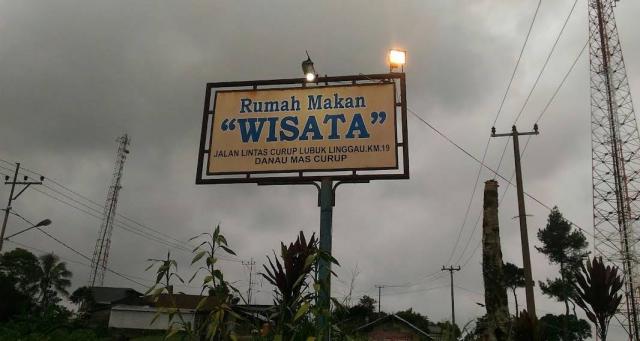 Rumah Makan
“WISATA”
JALAN LINTAS CURUP LUBUK LINGGAU.KM.19
DANAU MAS CURUP